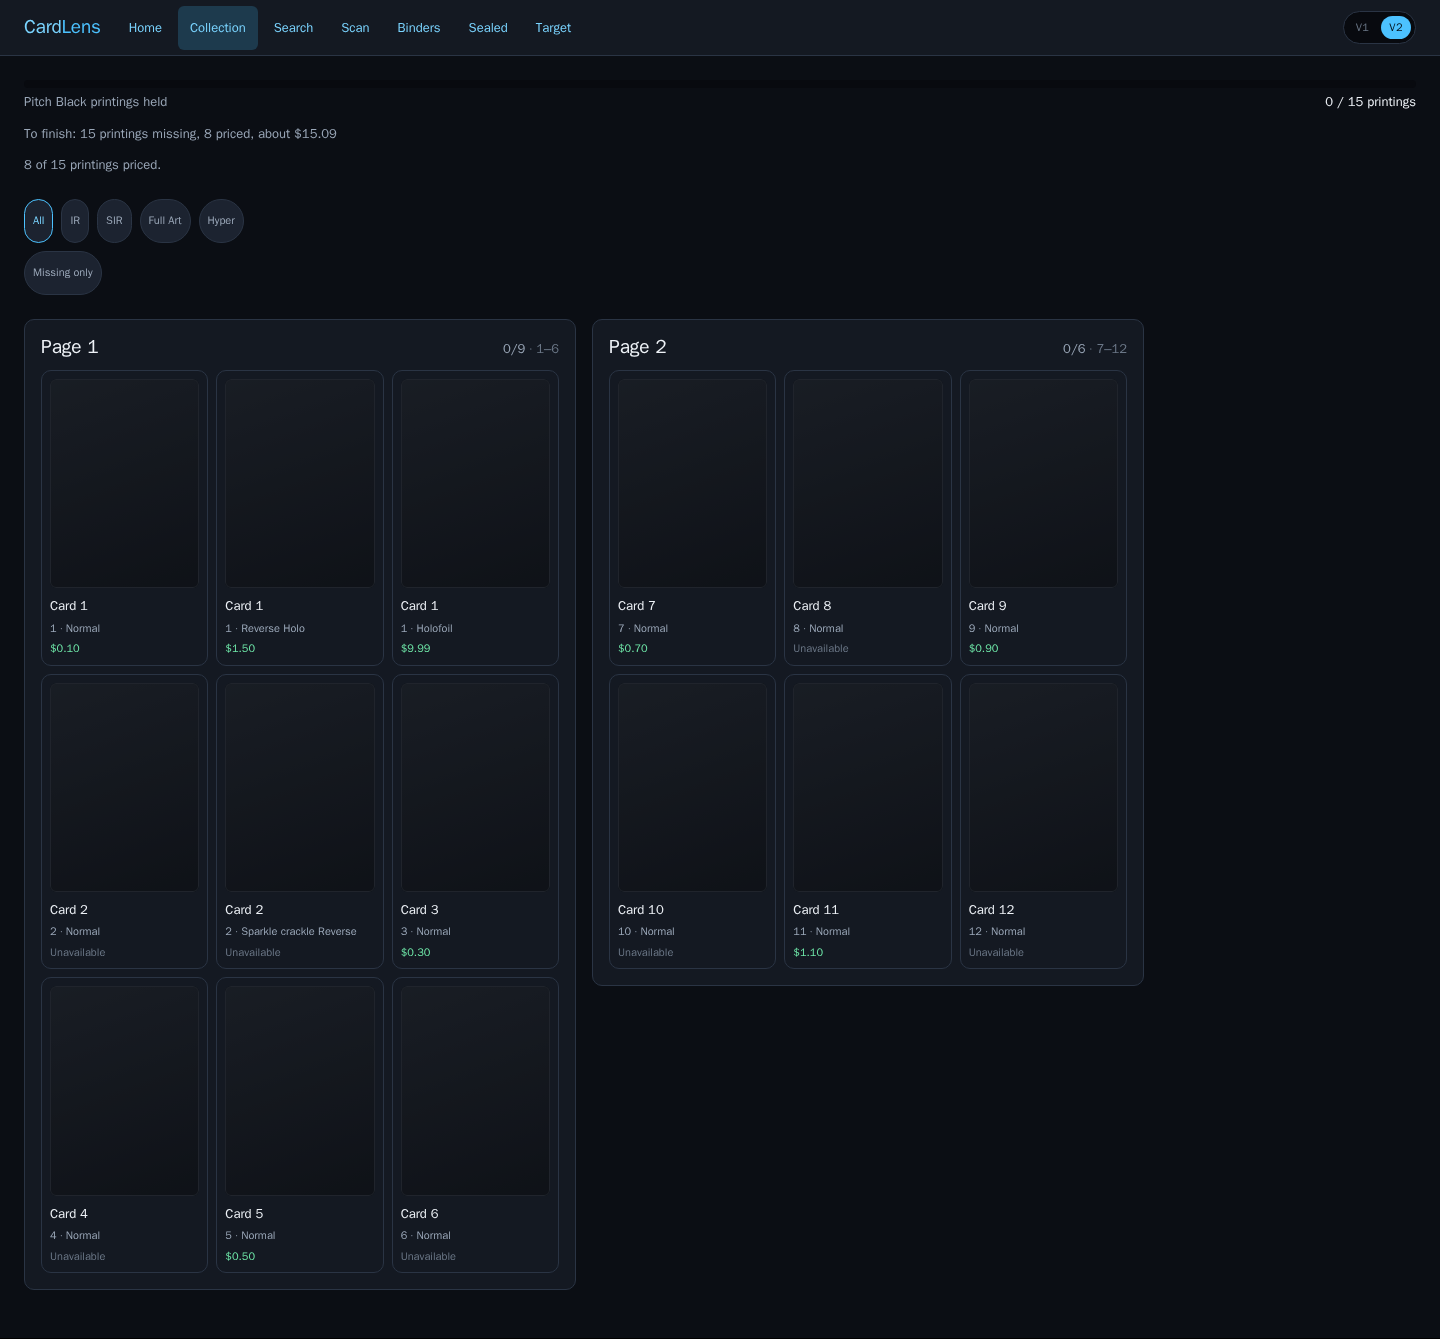 CardLens Home Collection Search Scan Binders Sealed Target V1 V2
Pitch Black printings held 0 / 15 printings
To finish: 15 printings missing, 8 priced, about $15.09
8 of 15 printings priced.
All IR SIR Full Art Hyper
Missing only
Page 1 0/9 · 1–6
Card 1 Card 1 Card 1
1 · Normal 1 · Reverse Holo 1 · Holofoil
$0.10 $1.50 $9.99
Card 2 Card 2 Card 3
2 · Normal 2 · Sparkle crackle Reverse 3 · Normal
Unavailable Unavailable $0.30
Card 4 Card 5 Card 6
4 · Normal 5 · Normal 6 · Normal
Unavailable $0.50 Unavailable
Page 2 0/6 · 7–12
Card 7 Card 8 Card 9
7 · Normal 8 · Normal 9 · Normal
$0.70 Unavailable $0.90
Card 10 Card 11 Card 12
10 · Normal 11 · Normal 12 · Normal
Unavailable $1.10 Unavailable